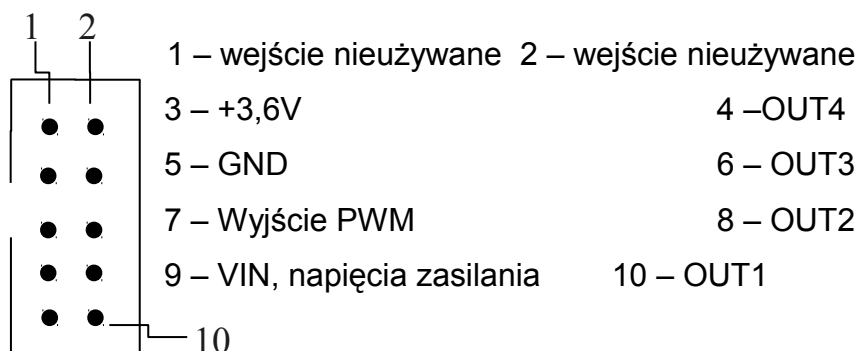 1 2
1 – wejście nieużywane 2 – wejście nieużywane
3 – +3,6V 4 –OUT4
5 – GND 6 – OUT3
7 – Wyjście PWM 8 – OUT2
9 – VIN, napięcia zasilania 10 – OUT1
10